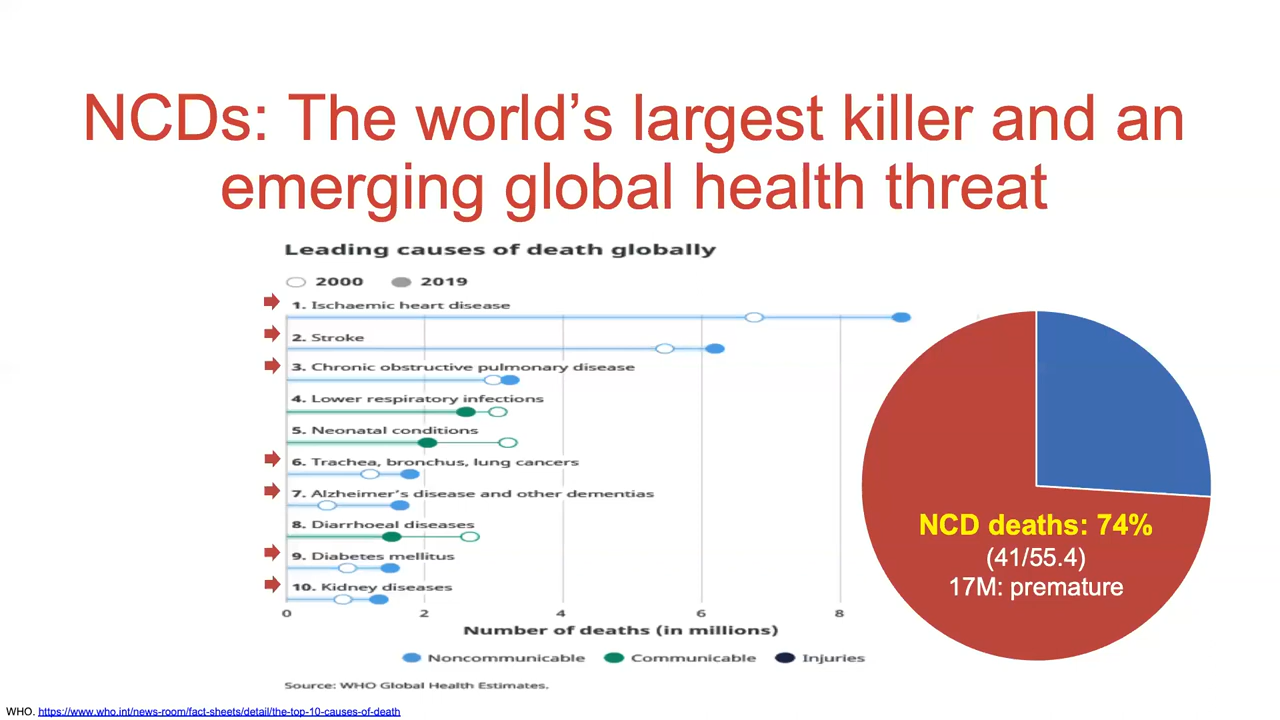 NCDs: The world’s largest killer and an
emerging global health threat
Leading causes of death globally
2000 2019
1. Ischaemic heart disease
2. Stroke
3. Chronic obstructive pulmonary disease
4. Lower respiratory infections
5. Neonatal conditions
6. Trachea, bronchus, lung cancers
7. Alzheimer's disease and other dementias
8. Diarrhoeal diseases
9. Diabetes mellitus
10. Kidney diseases
0 2 4 6 8
Number of deaths (in millions)
Noncommunicable Communicable Injuries
Source: WHO Global Health Estimates.
NCD deaths: 74%
(41/55.4)
17M: premature
WHO. https://www.who.int/news-room/fact-sheets/detail/the-top-10-causes-of-death